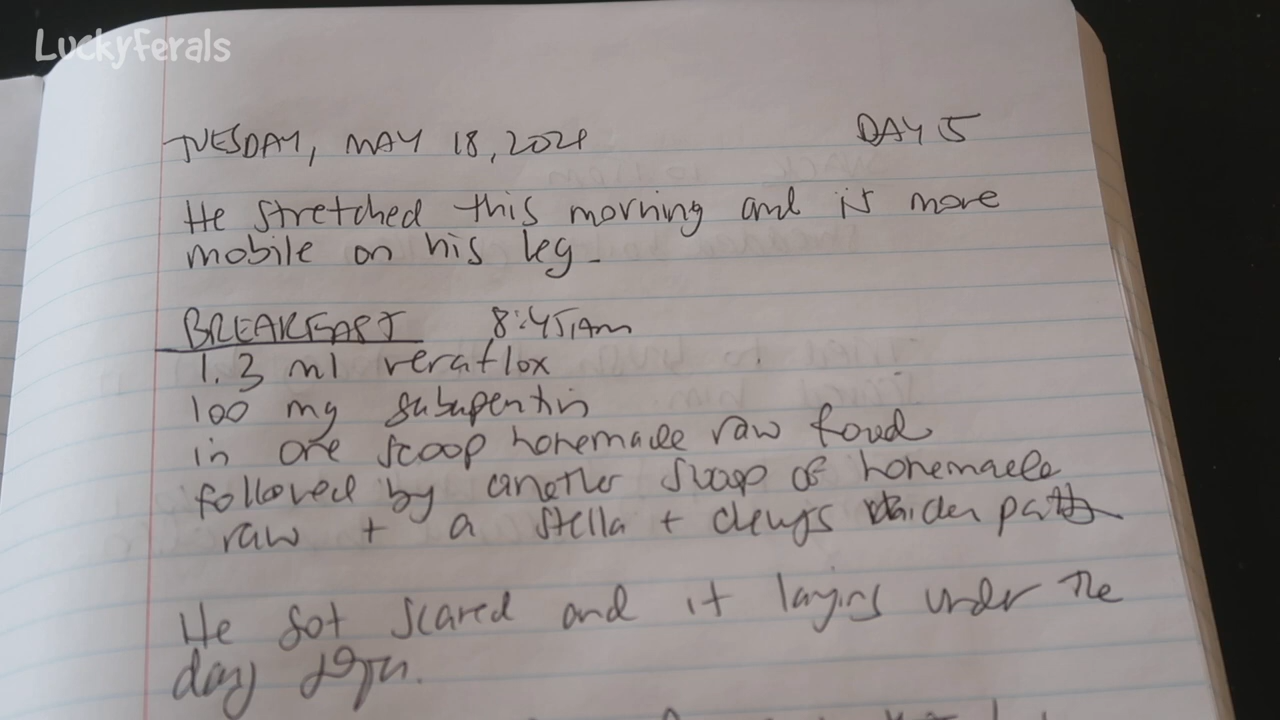 Luckyferals
TUESDAY, MAY 18, 2021 DAY 5
He stretched this morning and is more
mobile on his leg.
BREAKFAST 8:45AM
1.3 ml veraflox
100 mg gabapentin
in one scoop homemade raw food
followed by another scoop of homemade
raw + a stella + chewys chicken
He got scared and is laying under the